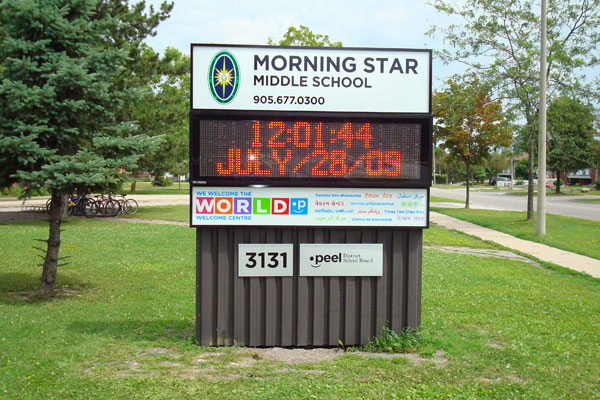 MORNING STAR
MIDDLE SCHOOL
905.677.0300
12:01:44
JULY/28/09
WE WELCOME THE
WORLD
WELCOME CENTRE
3131
peel District
School Board